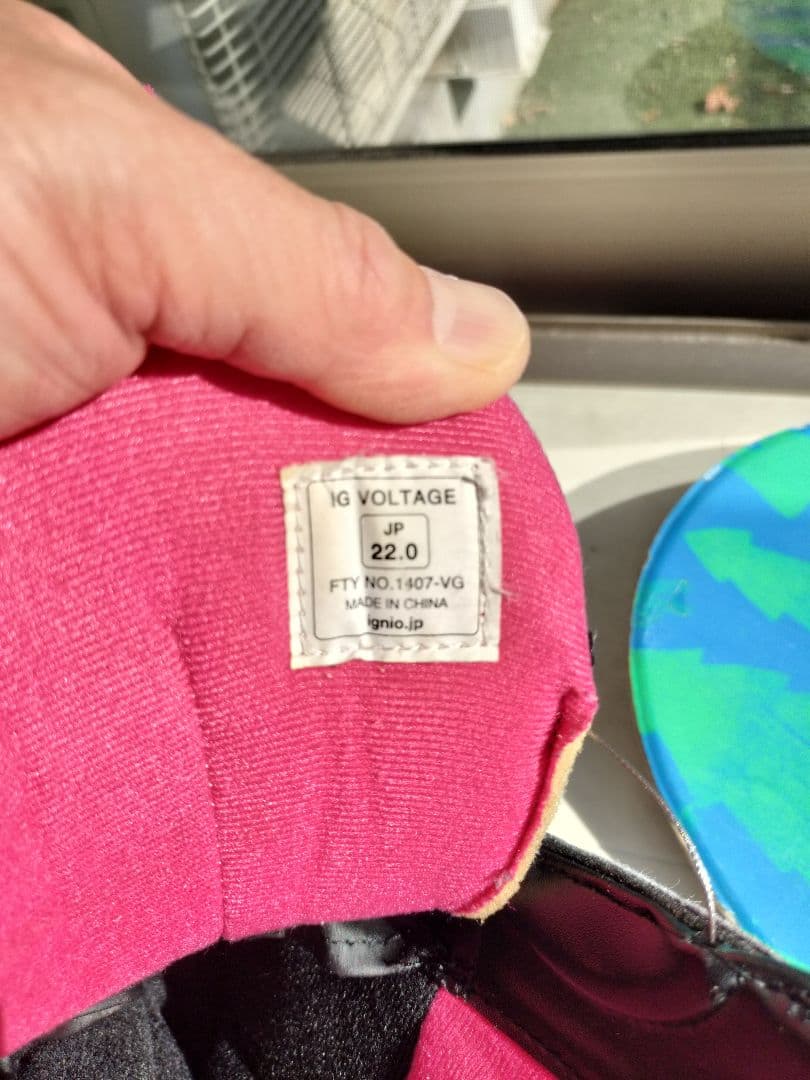 IG VOLTAGE
JP
22.0
FTY NO.1407-VG
MADE IN CHINA
ignio.jp